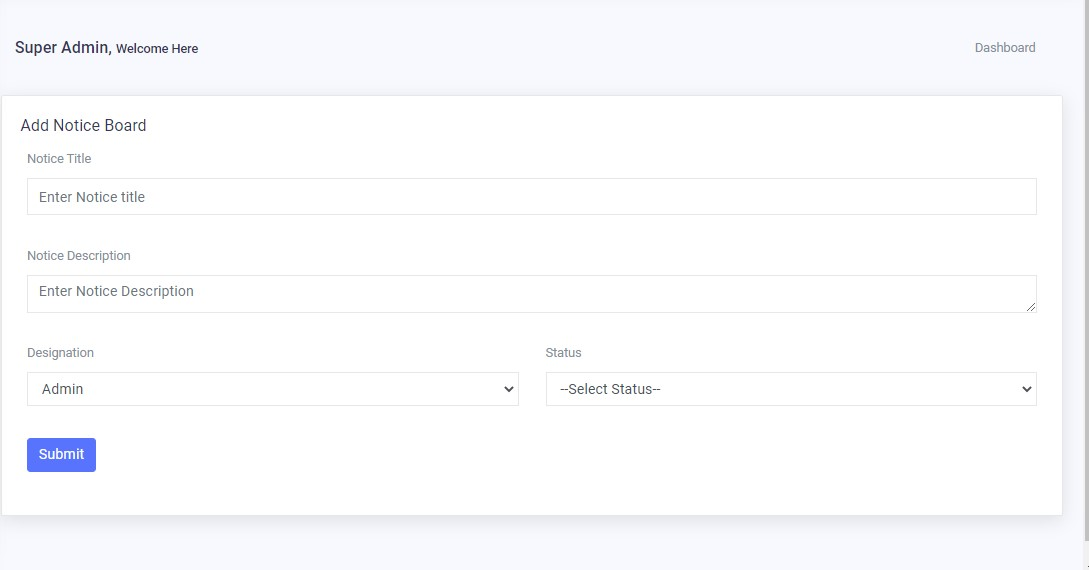 Super Admin, Welcome Here
Dashboard
Add Notice Board
Notice Title
Enter Notice title
Notice Description
Enter Notice Description
Designation
Status
Admin
--Select Status--
Submit